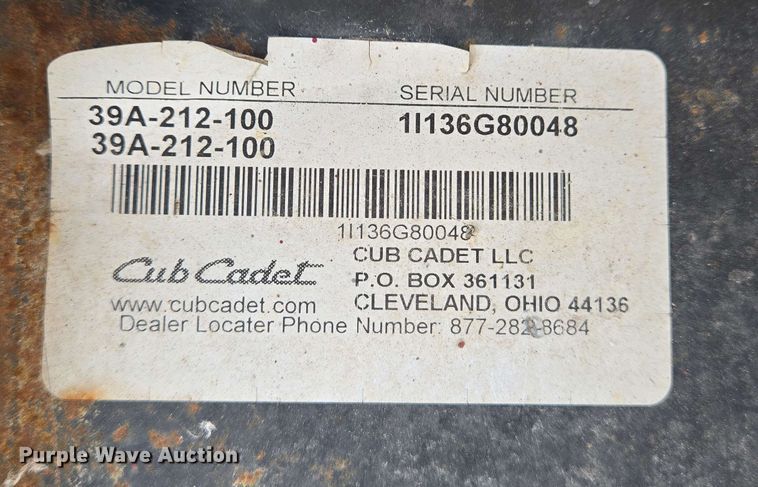 MODEL NUMBER SERIAL NUMBER
39A-212-100 1I136G80048
39A-212-100
1I136G80048
Cub Cadet CUB CADET LLC
P.O. BOX 361131
www.cubcadet.com CLEVELAND, OHIO 44136
Dealer Locater Phone Number: 877-282-8684
Purple Wave Auction